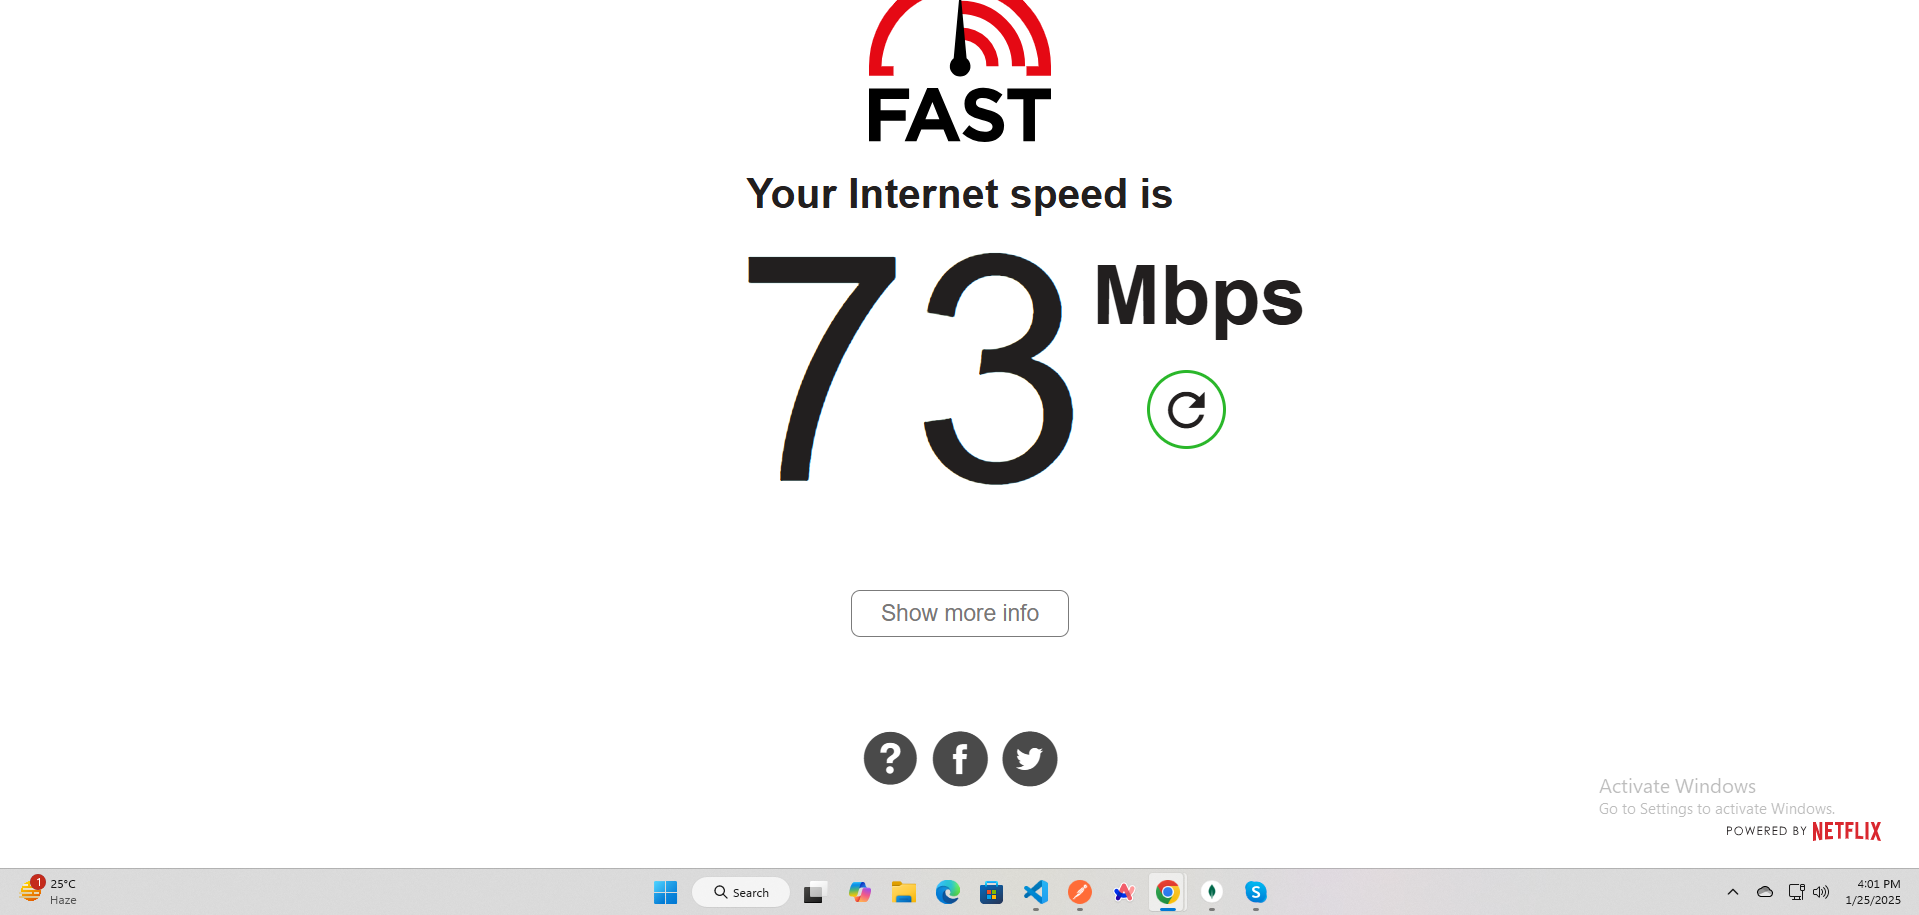 FAST
Your Internet speed is
73 Mbps
Show more info
Activate Windows
Go to Settings to activate Windows.
POWERED BY NETFLIX
1
25°C
Haze
Search
4:01 PM
1/25/2025